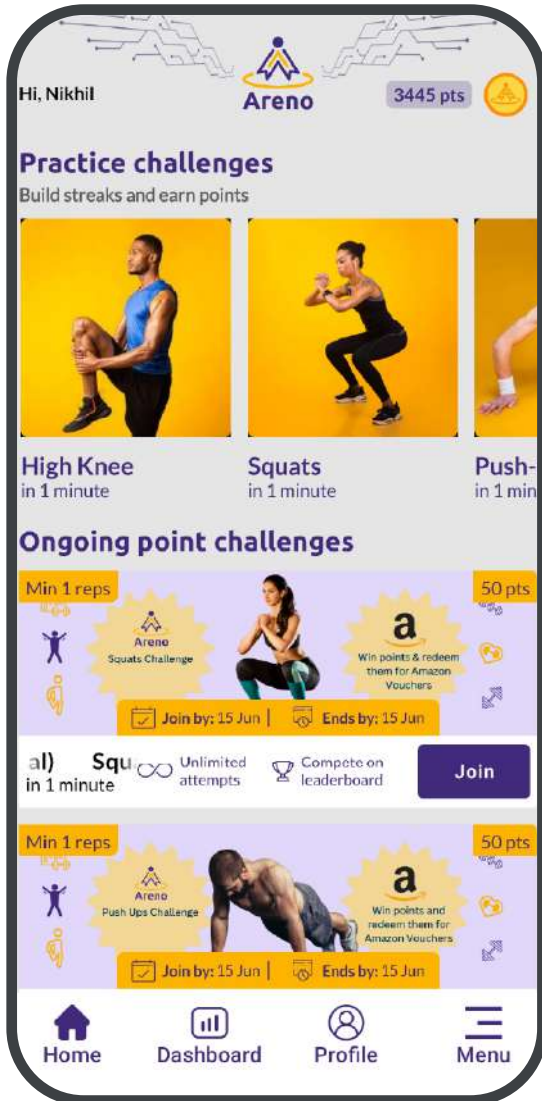 Hi, Nikhil
Areno
3445 pts
Practice challenges
Build streaks and earn points
High Knee
in 1 minute
Squats
in 1 minute
Push-
in 1 min
Ongoing point challenges
Min 1 reps
50 pts
Areno
Squats Challenge
a
Win points & redeem
them for Amazon
Vouchers
Join by: 15 Jun |
Ends by: 15 Jun
al) Squ
in 1 minute
Unlimited
attempts
Compete on
leaderboard
Join
Min 1 reps
50 pts
Areno
Push Ups Challenge
a
Win points and
redeem them for
Amazon Vouchers
Join by: 15 Jun |
Ends by: 15 Jun
Home
Dashboard
Profile
Menu